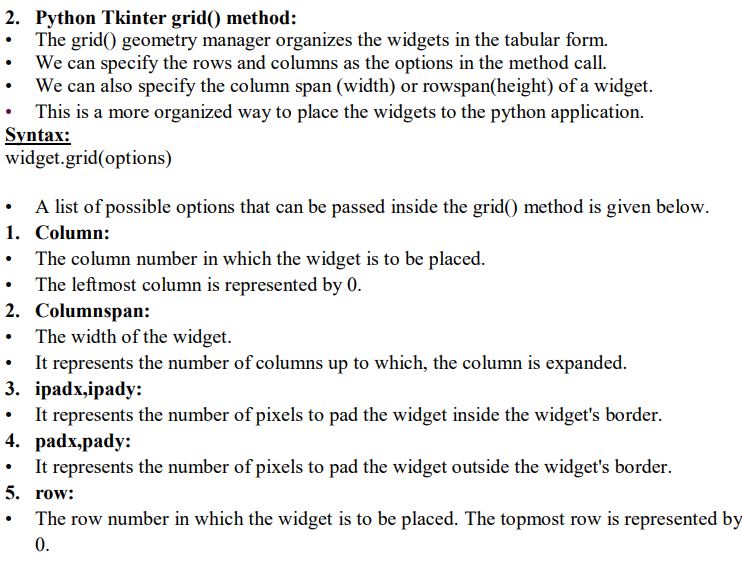 2. Python Tkinter grid() method:
• The grid() geometry manager organizes the widgets in the tabular form.
• We can specify the rows and columns as the options in the method call.
• We can also specify the column span (width) or rowspan(height) of a widget.
• This is a more organized way to place the widgets to the python application.
Syntax:
widget.grid(options)
• A list of possible options that can be passed inside the grid() method is given below.
1. Column:
• The column number in which the widget is to be placed.
• The leftmost column is represented by 0.
2. Columnspan:
• The width of the widget.
• It represents the number of columns up to which, the column is expanded.
3. ipadx,ipady:
• It represents the number of pixels to pad the widget inside the widget's border.
4. padx,pady:
• It represents the number of pixels to pad the widget outside the widget's border.
5. row:
• The row number in which the widget is to be placed. The topmost row is represented by
0.